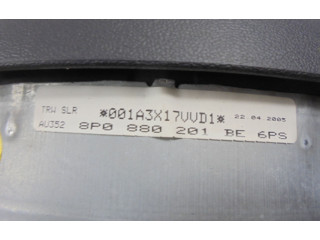 TRW SLR *001A3X17VVD1* 22.04.2005
AU352 8P0 880 201 BE 6PS